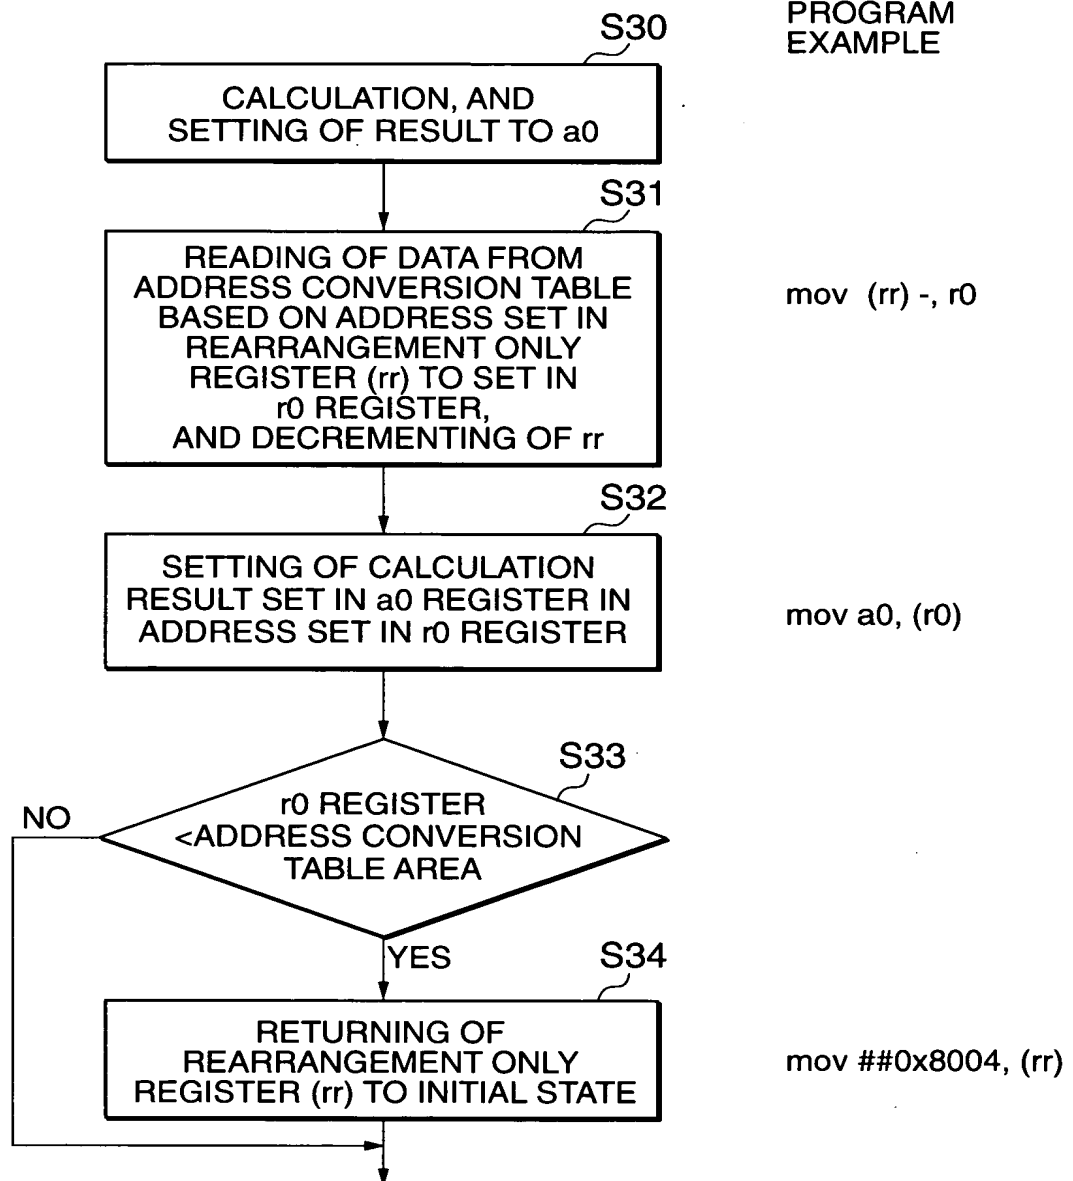 PROGRAM
EXAMPLE
S30
CALCULATION, AND
SETTING OF RESULT TO a0
S31
READING OF DATA FROM
ADDRESS CONVERSION TABLE
BASED ON ADDRESS SET IN
REARRANGEMENT ONLY
REGISTER (rr) TO SET IN
r0 REGISTER,
AND DECREMENTING OF rr
mov (rr) -, r0
S32
SETTING OF CALCULATION
RESULT SET IN a0 REGISTER IN
ADDRESS SET IN r0 REGISTER
mov a0, (r0)
S33
r0 REGISTER
<ADDRESS CONVERSION
TABLE AREA
NO
YES
S34
RETURNING OF
REARRANGEMENT ONLY
REGISTER (rr) TO INITIAL STATE
mov ##0x8004, (rr)